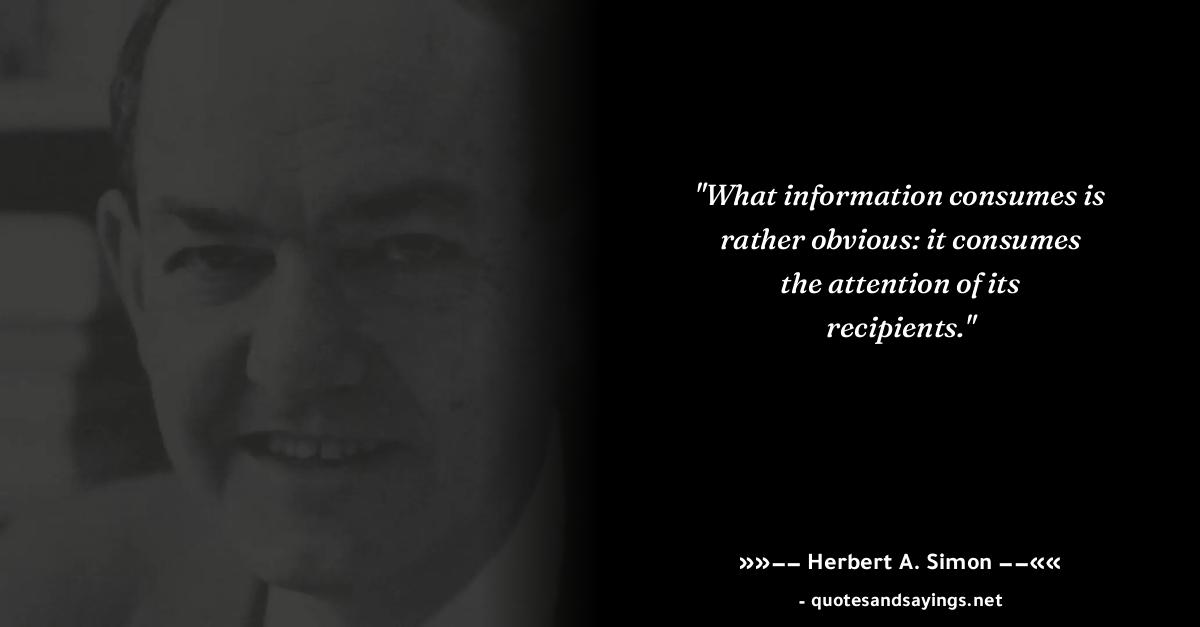 "What information consumes is
rather obvious: it consumes
the attention of its
recipients."
»»−− Herbert A. Simon −−««
- quotesandsayings.net